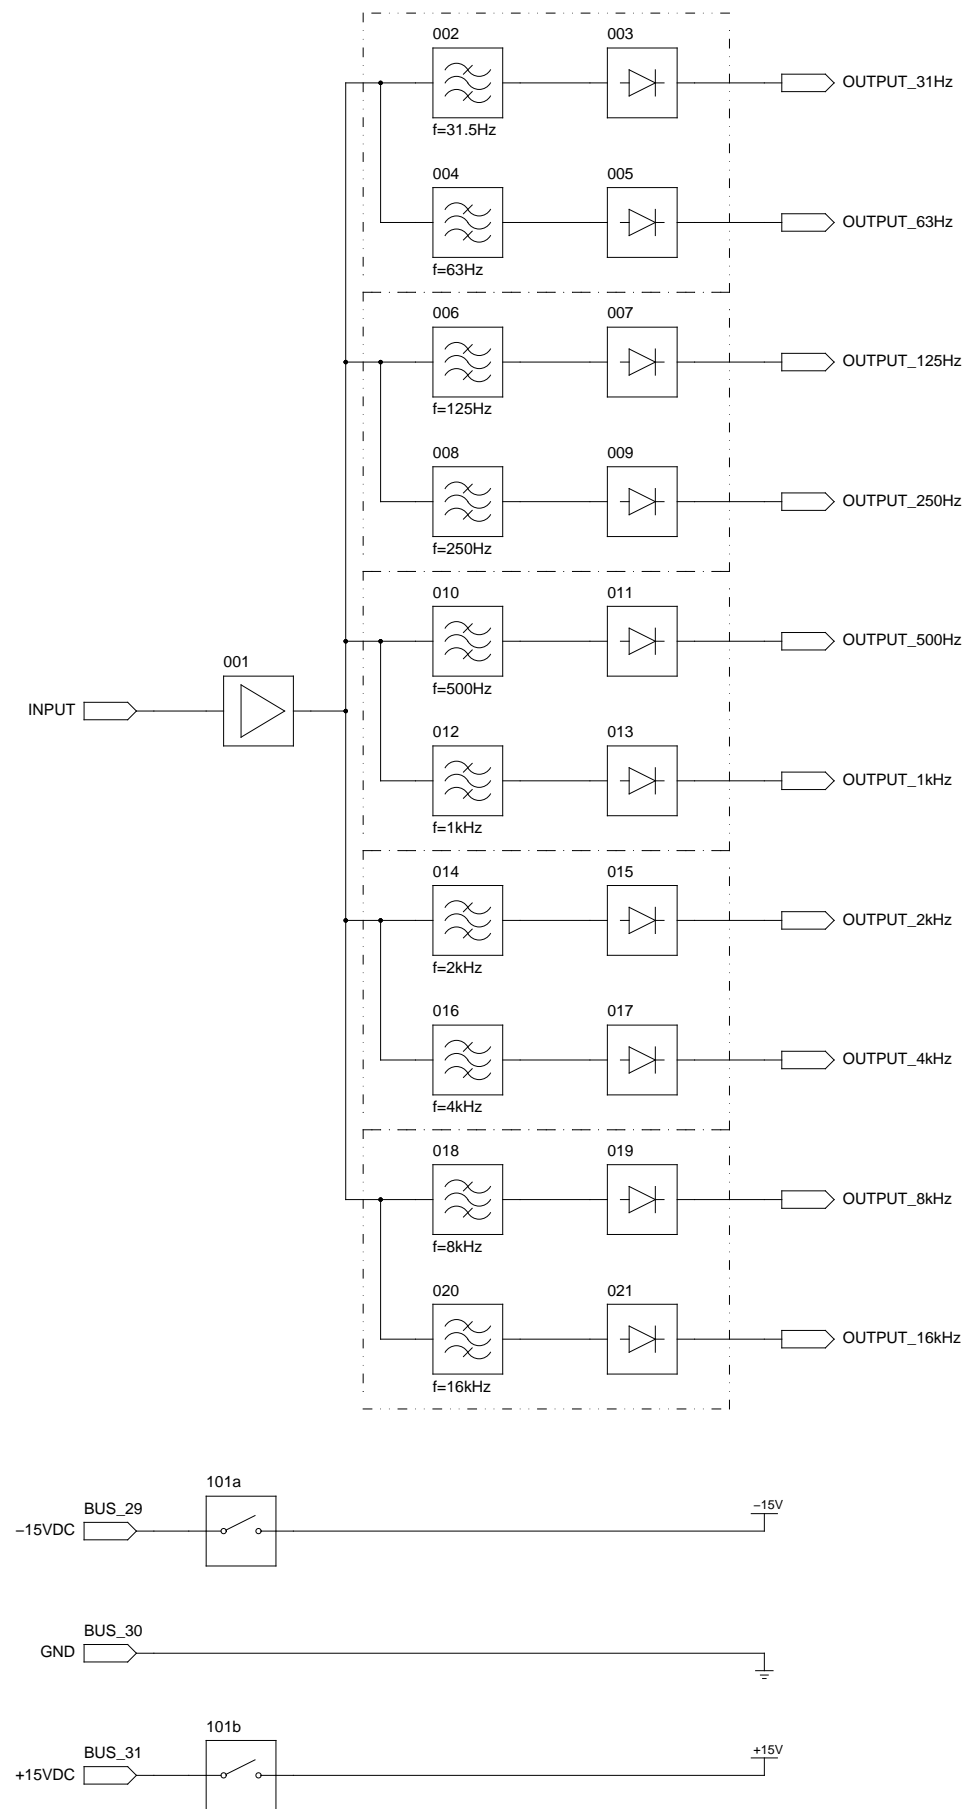 002 003
OUTPUT_31Hz
f=31.5Hz
004 005
OUTPUT_63Hz
f=63Hz
006 007
OUTPUT_125Hz
f=125Hz
008 009
OUTPUT_250Hz
f=250Hz
010 011
OUTPUT_500Hz
001
f=500Hz
INPUT
012 013
OUTPUT_1kHz
f=1kHz
014 015
OUTPUT_2kHz
f=2kHz
016 017
OUTPUT_4kHz
f=4kHz
018 019
OUTPUT_8kHz
f=8kHz
020 021
OUTPUT_16kHz
f=16kHz
101a
BUS_29 −15V
−15VDC
BUS_30
GND
101b
BUS_31 +15V
+15VDC